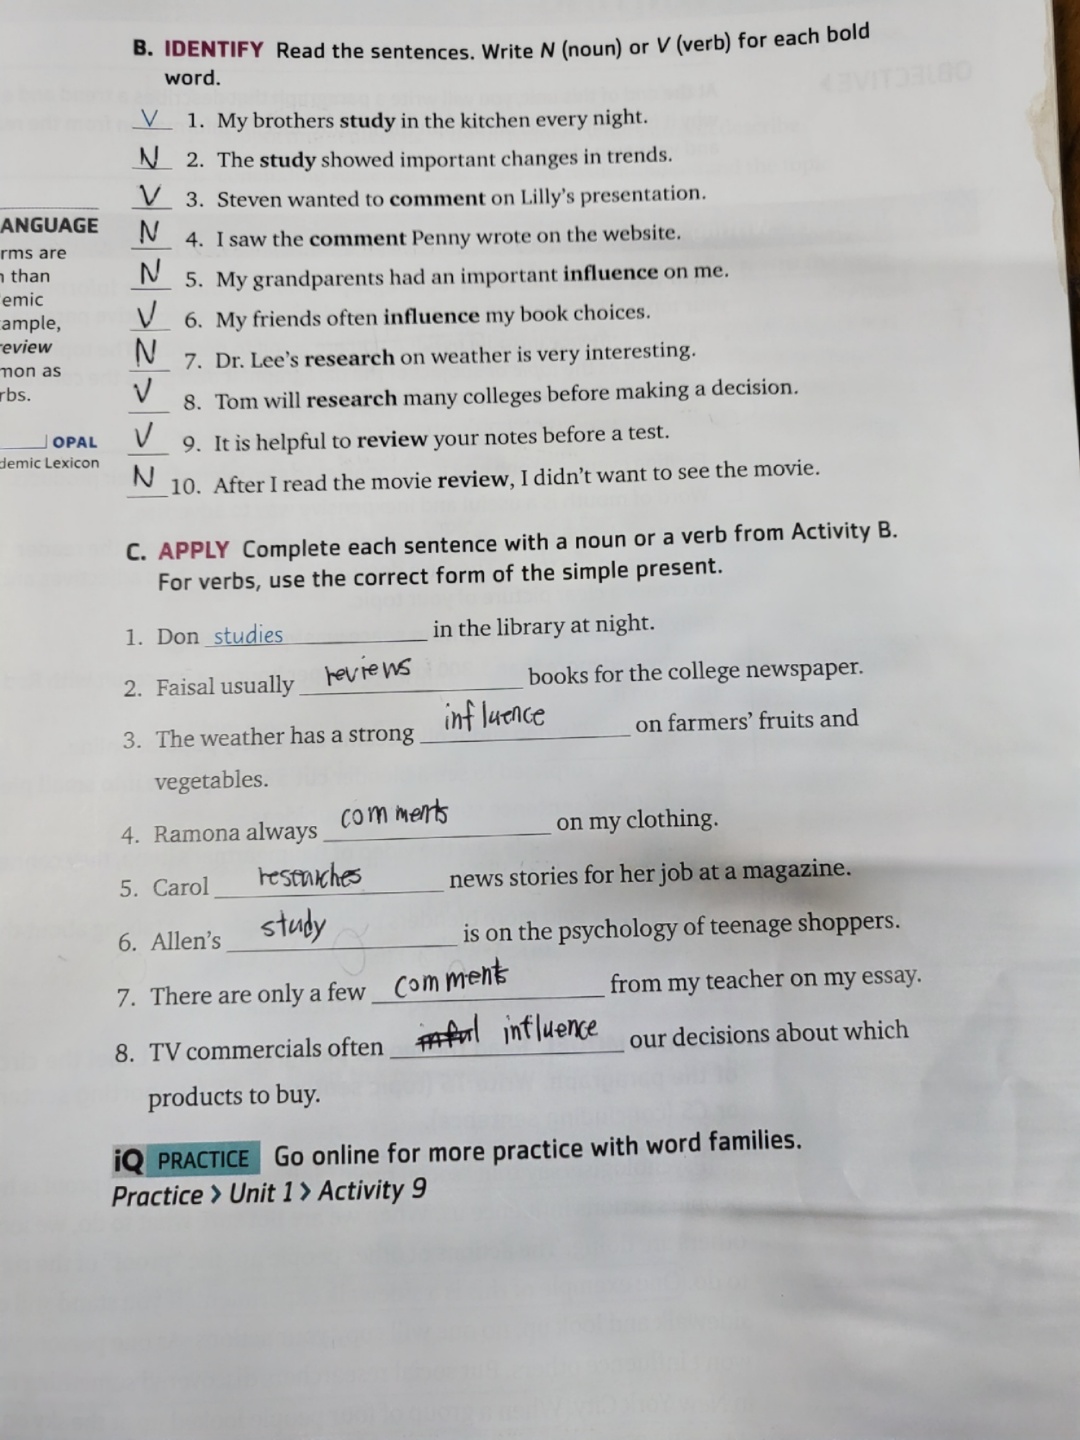 B. IDENTIFY Read the sentences. Write N (noun) or V (verb) for each bold
word.
V 1. My brothers study in the kitchen every night.
N 2. The study showed important changes in trends.
V 3. Steven wanted to comment on Lilly's presentation.
ANGUAGE
N 4. I saw the comment Penny wrote on the website.
rms are
than
N 5. My grandparents had an important influence on me.
emic
ample,
V 6. My friends often influence my book choices.
review
N 7. Dr. Lee's research on weather is very interesting.
mon as
rbs.
V 8. Tom will research many colleges before making a decision.
OPAL
V 9. It is helpful to review your notes before a test.
demic Lexicon
N 10. After I read the movie review, I didn't want to see the movie.
C. APPLY Complete each sentence with a noun or a verb from Activity B.
For verbs, use the correct form of the simple present.
1. Don studies in the library at night.
2. Faisal usually reviews books for the college newspaper.
3. The weather has a strong influence on farmers' fruits and
vegetables.
4. Ramona always comments on my clothing.
5. Carol researches news stories for her job at a magazine.
6. Allen's study is on the psychology of teenage shoppers.
7. There are only a few comments from my teacher on my essay.
8. TV commercials often influence our decisions about which
products to buy.
iQ PRACTICE Go online for more practice with word families.
Practice > Unit 1 > Activity 9